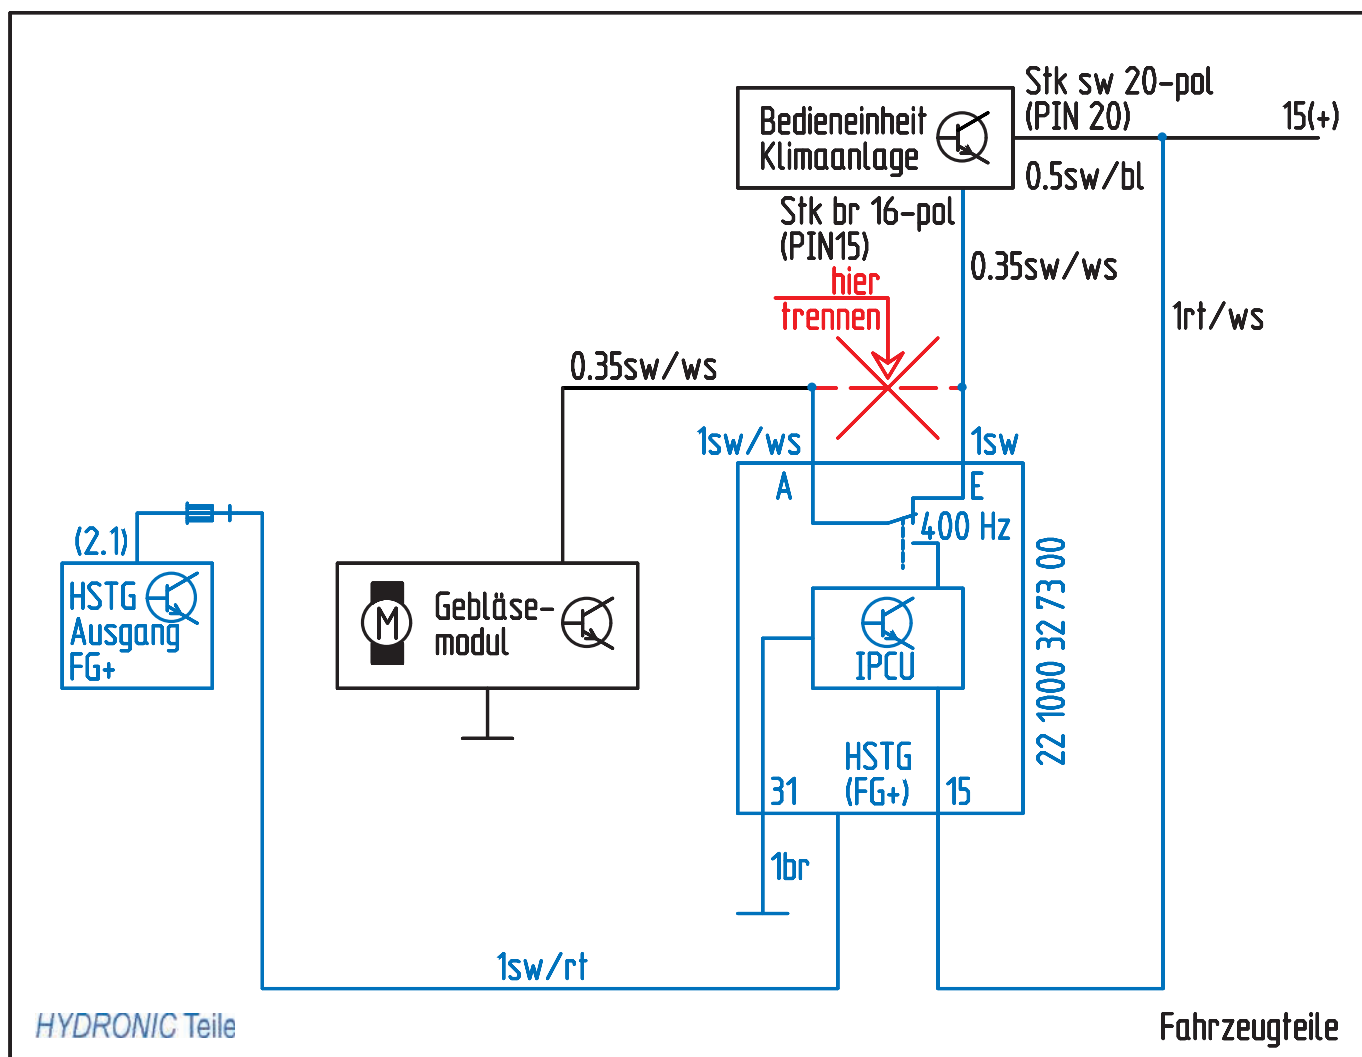 Stk sw 20-pol
(PIN 20)
15(+)
Bedieneinheit
Klimaanlage
0.5sw/bl
Stk br 16-pol
(PIN15)
0.35sw/ws
hier
trennen
1rt/ws
0.35sw/ws
1sw/ws
1sw
A
E
400 Hz
(2.1)
HSTG
Ausgang
FG+
M
Gebläse-
modul
IPCU
22 1000 32 73 00
HSTG
(FG+)
31
15
1br
1sw/rt
HYDRONIC Teile
Fahrzeugteile